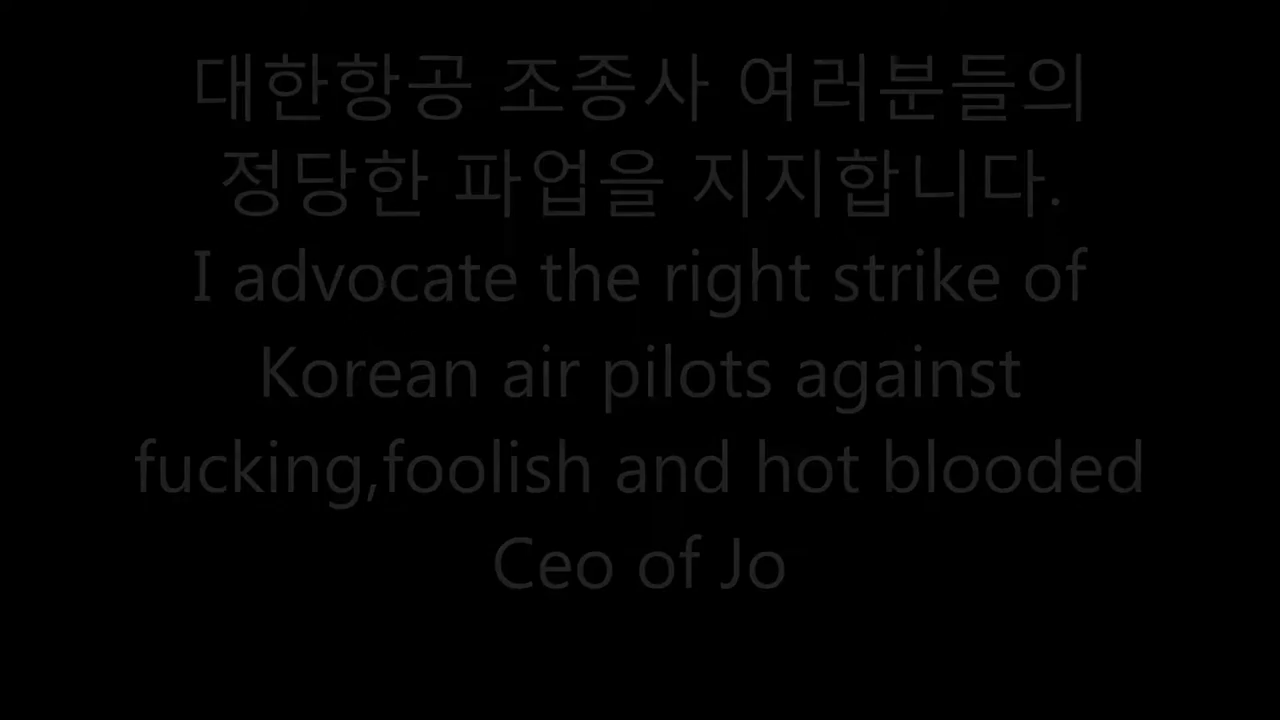 대한항공 조종사 여러분들의
정당한 파업을 지지합니다.
I advocate the right strike of
Korean air pilots against
fucking,foolish and hot blooded
Ceo of Jo